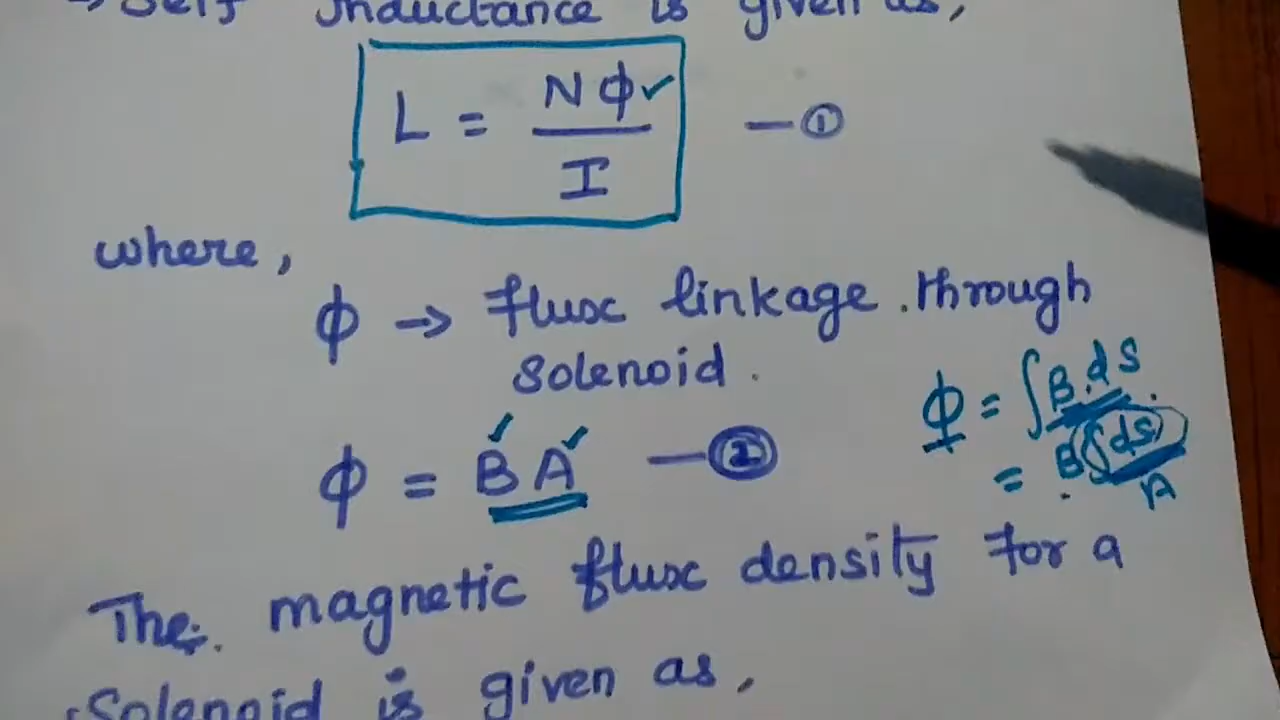 → Self Inductance is given as,
L = NΦ✓ / I —①
where,
Φ → flux linkage through
solenoid.
Φ = B A —②
Φ = ∫B.ds
= B∫ds
A
The magnetic flux density for a
Solenoid is given as,